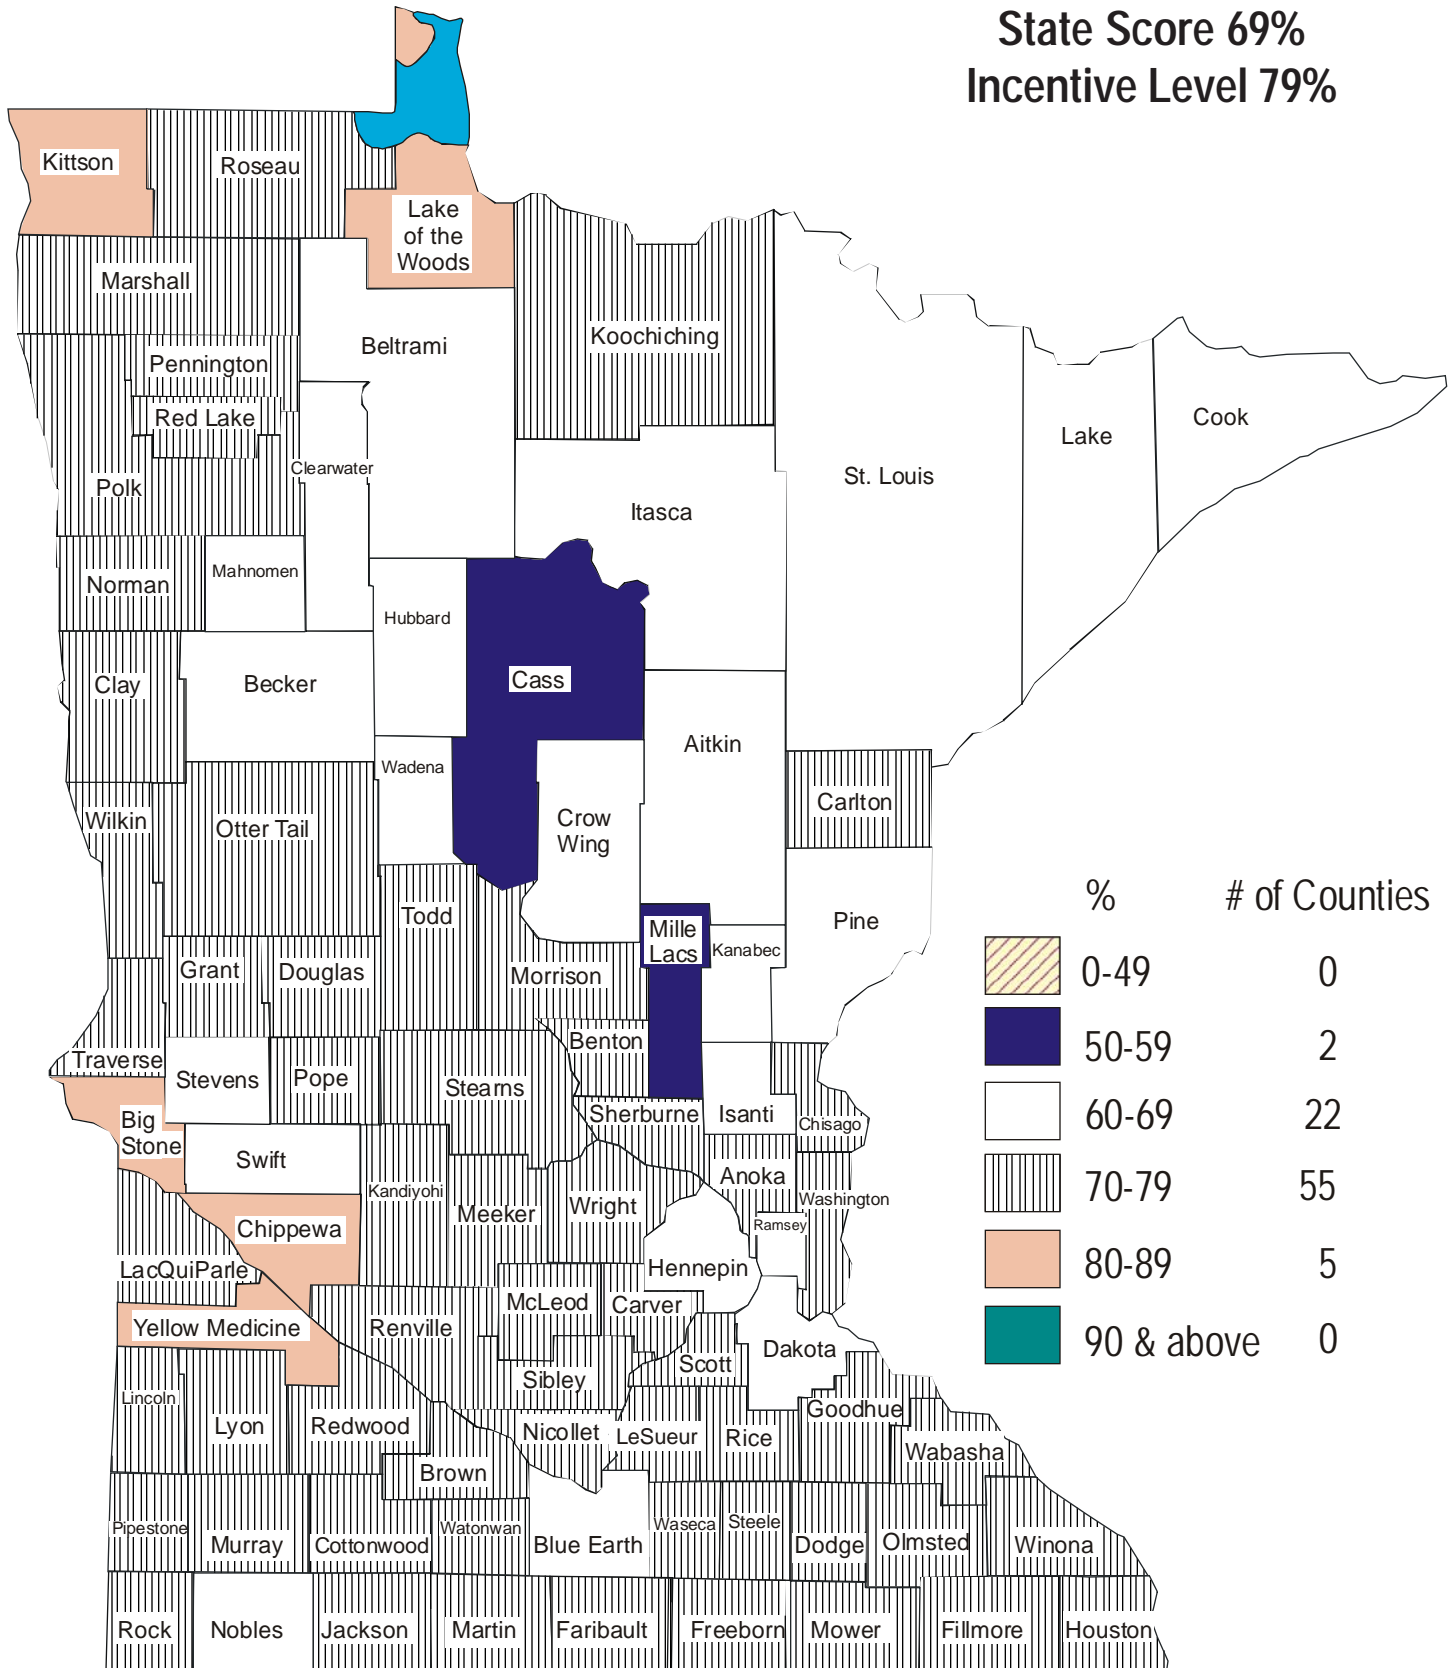 State Score 69%
Incentive Level 79%
Kittson
Roseau
Lake
of the
Woods
Marshall
Beltrami
Koochiching
Pennington
Red Lake
Cook
Lake
Clearwater
St. Louis
Polk
Itasca
Mahnomen
Norman
Hubbard
Cass
Clay
Becker
Aitkin
Wadena
Carlton
Wilkin
Otter Tail
Crow
Wing
% # of Counties
Todd
Mille
Lacs
Kanabec
Pine
Grant
Douglas
Morrison
0-49 0
Benton
50-59 2
Traverse
Stevens
Pope
Stearns
Big
Stone
Sherburne
Isanti
Chisago
60-69 22
Swift
Kandiyohi
Anoka
Washington
70-79 55
Meeker
Wright
Chippewa
Ramsey
LacQuiParle
Hennepin
80-89 5
McLeod
Carver
Yellow Medicine
Renville
Dakota
90 & above 0
Scott
Sibley
Lincoln
Lyon
Redwood
Goodhue
Nicollet
LeSueur
Rice
Wabasha
Brown
Pipestone
Murray
Cottonwood
Watonwan
Blue Earth
Waseca
Steele
Dodge
Olmsted
Winona
Rock
Nobles
Jackson
Martin
Faribault
Freeborn
Mower
Fillmore
Houston